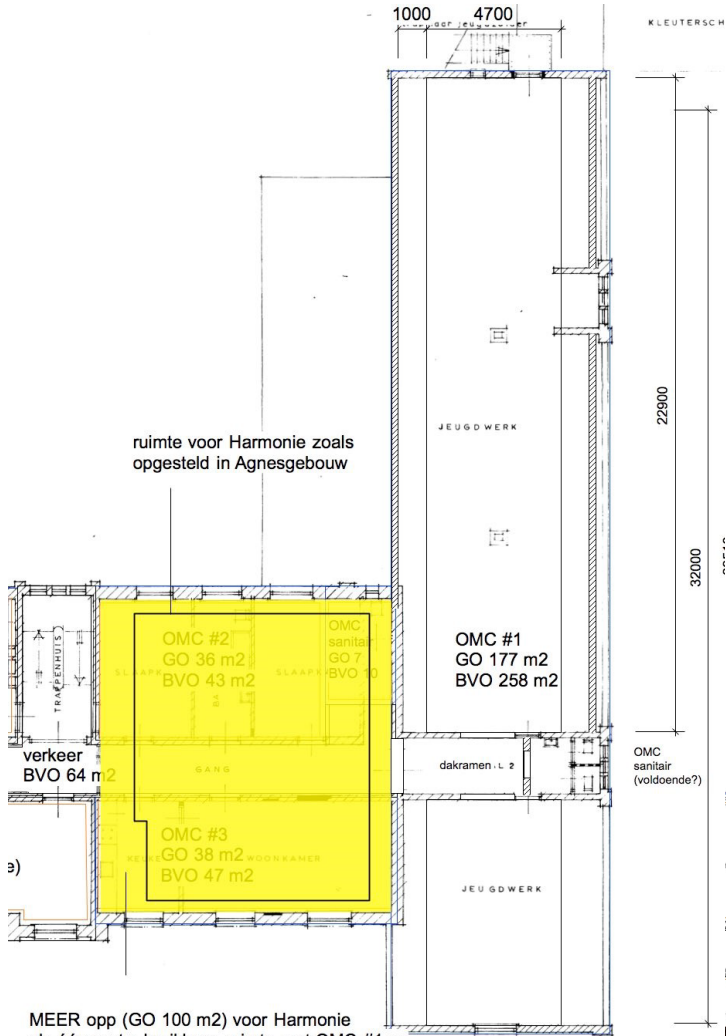 1000 4700
KLEUTERSCH
22900
32000
JEUGDWERK
ruimte voor Harmonie zoals
opgesteld in Agnesgebouw
OMC #2
GO 36 m2
BVO 43 m2
OMC
sanitair
GO 7
BVO 10
OMC #1
GO 177 m2
BVO 258 m2
TRAPPENHUIS
verkeer
BVO 64 m2
GANG
dakramen
L 2
OMC
sanitair
(voldoende?)
OMC #3
GO 38 m2
BVO 47 m2
WOONKAMER
e)
JEUGDWERK
MEER opp (GO 100 m2) voor Harmonie